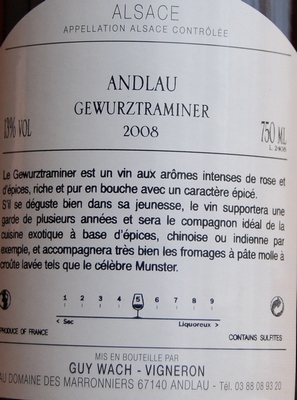 ALSACE
APPELLATION ALSACE CONTRÔLÉE
ANDLAU
GEWURZTRAMINER
2008
13% VOL
750 ML
Le Gewurztraminer est un vin aux arômes intenses de rose et
d'épices, riche et pur en bouche avec un caractère épicé.
S'il se déguste bien dans sa jeunesse, le vin supportera une
garde de plusieurs années et sera le compagnon idéal de la
cuisine exotique à base d'épices, chinoise ou indienne par
exemple, et accompagnera très bien les fromages à pâte molle à
croûte lavée tels que le célèbre Munster.
1 2 3 4 5 6 7 8 9
< Sec Liquoreux >
PRODUCE OF FRANCE CONTAINS SULFITES
MIS EN BOUTEILLE PAR
GUY WACH - VIGNERON
AU DOMAINE DES MARRONNIERS 67140 ANDLAU - Tél. 03 88 08 93 20